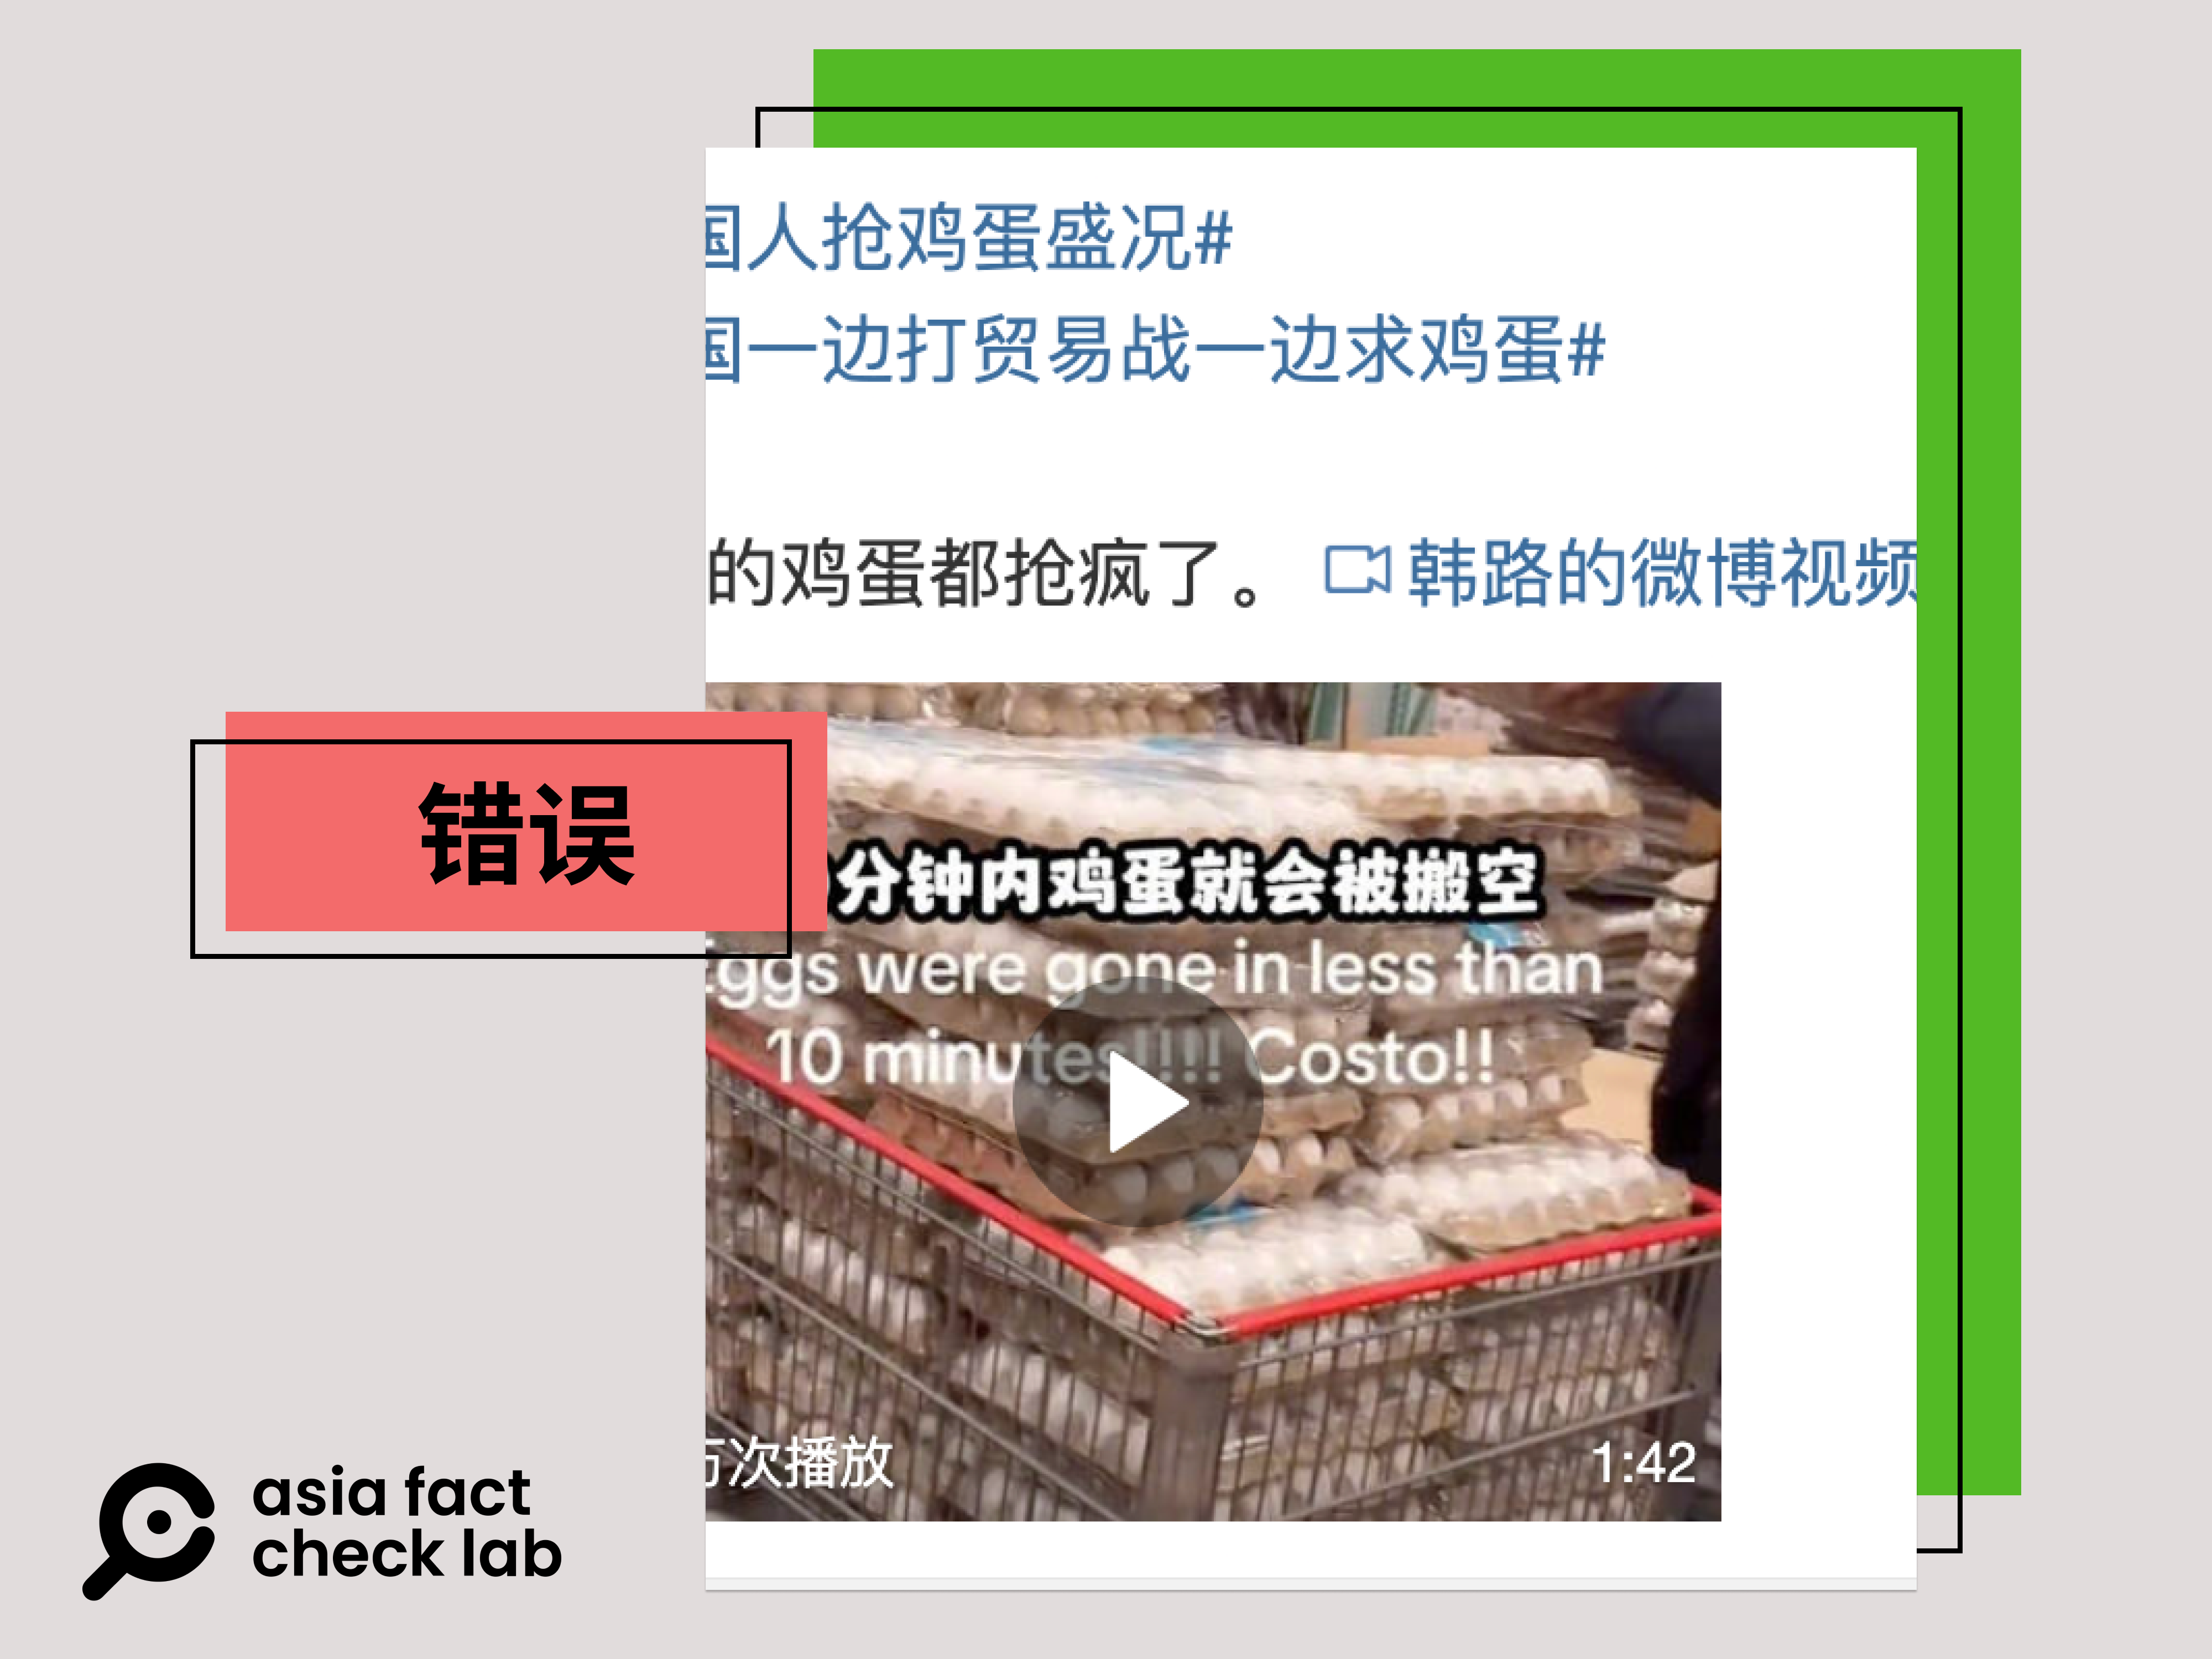 国人抢鸡蛋盛况#
国一边打贸易战一边求鸡蛋#
的鸡蛋都抢疯了。 韩路的微博视频
错误
分钟内鸡蛋就会被搬空
Eggs were gone in less than
10 minutes!!!! Costo!!
万次播放
1:42
asia fact
check lab